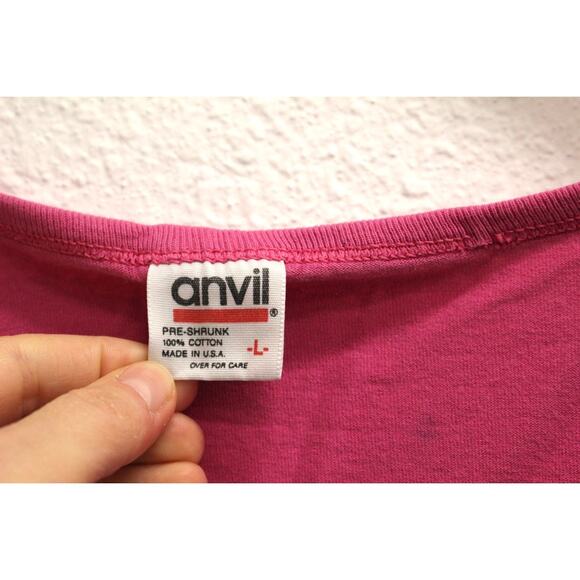 anvil®
PRE-SHRUNK
100% COTTON
MADE IN U.S.A.
-L-
OVER FOR CARE